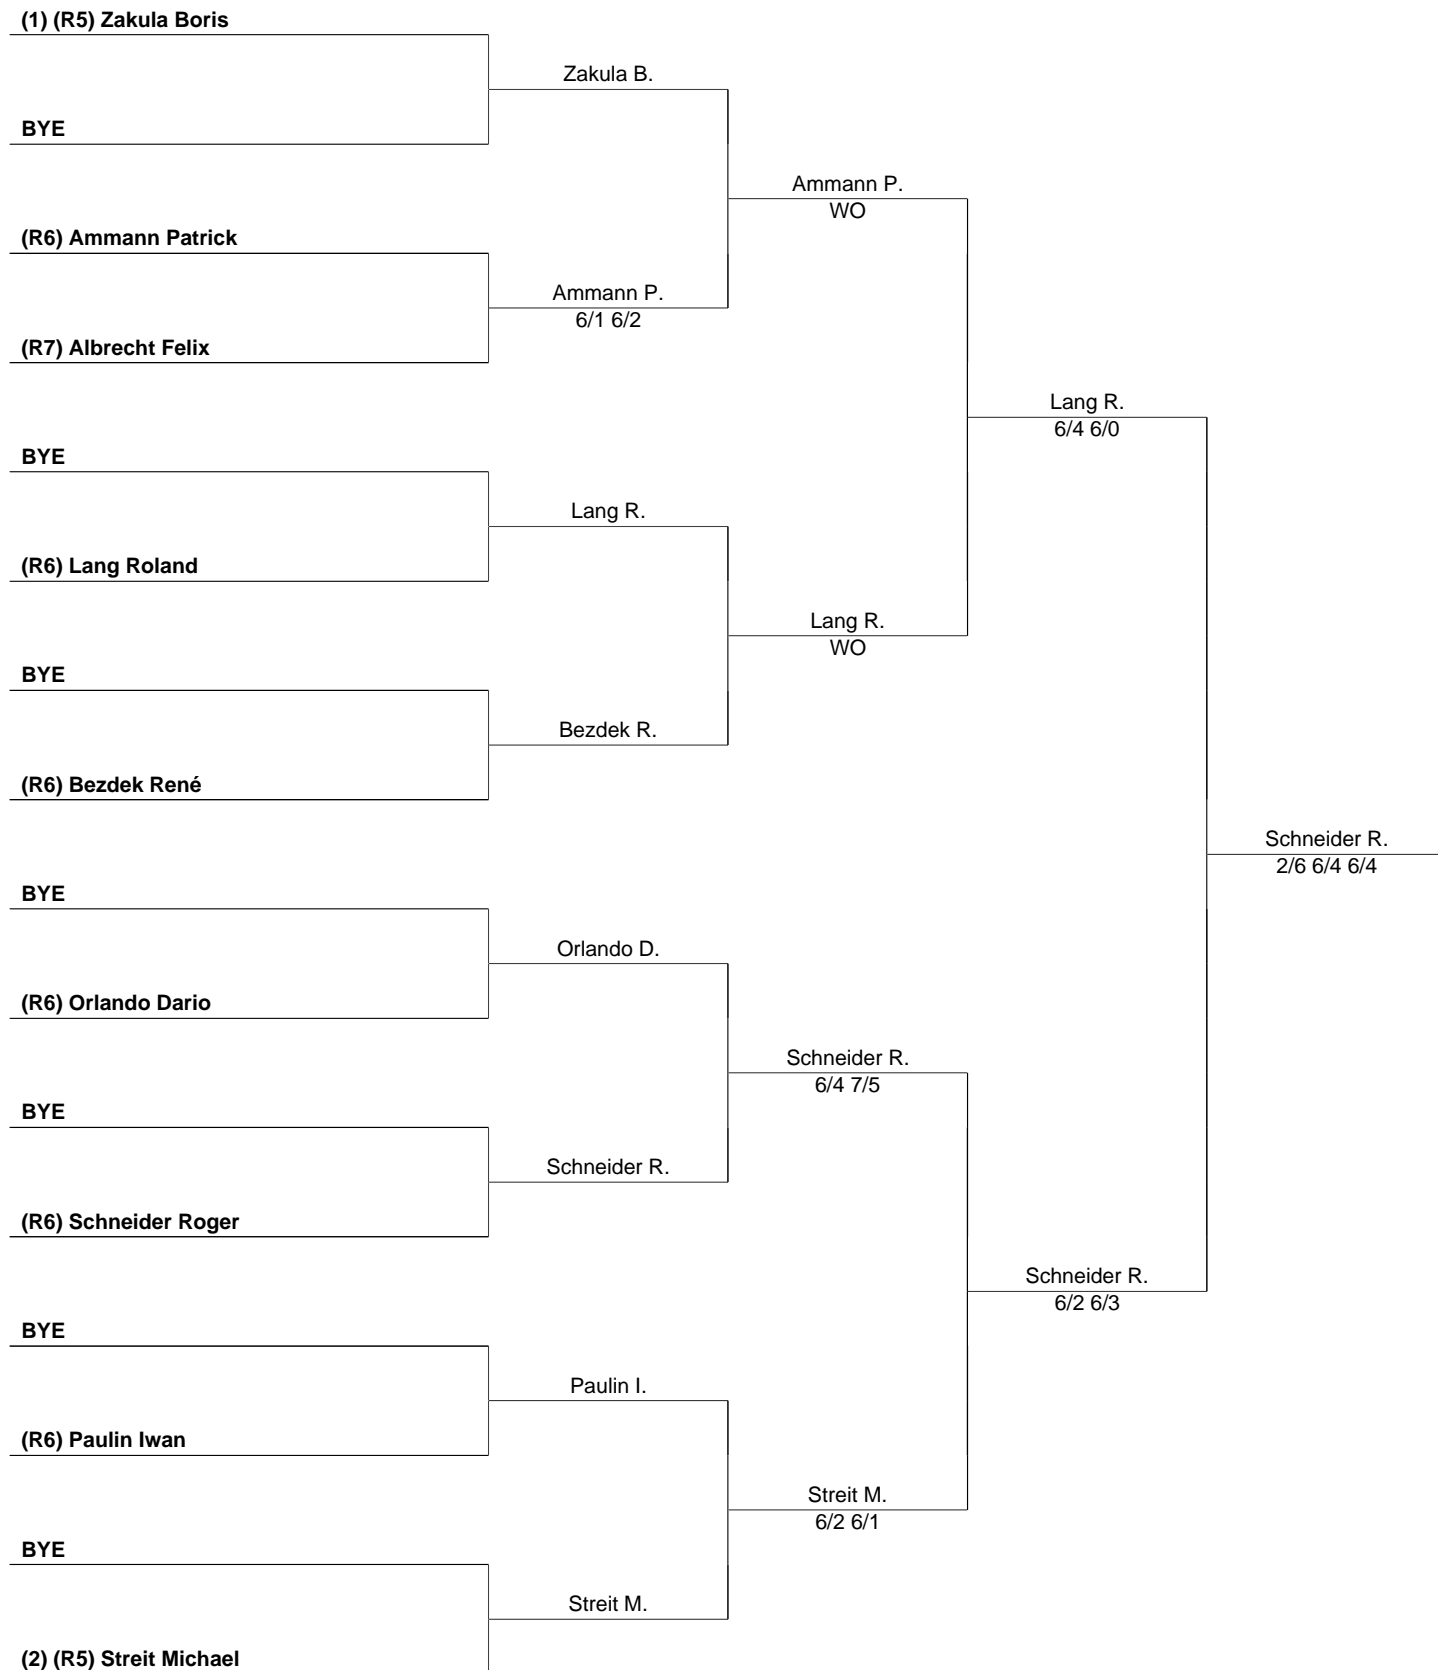 (1) (R5) Zakula Boris
Zakula B.
BYE
Ammann P.
WO
(R6) Ammann Patrick
Ammann P.
6/1 6/2
(R7) Albrecht Felix
Lang R.
6/4 6/0
BYE
Lang R.
(R6) Lang Roland
Lang R.
WO
BYE
Bezdek R.
(R6) Bezdek René
Schneider R.
2/6 6/4 6/4
BYE
Orlando D.
(R6) Orlando Dario
Schneider R.
6/4 7/5
BYE
Schneider R.
(R6) Schneider Roger
Schneider R.
6/2 6/3
BYE
Paulin I.
(R6) Paulin Iwan
Streit M.
6/2 6/1
BYE
Streit M.
(2) (R5) Streit Michael